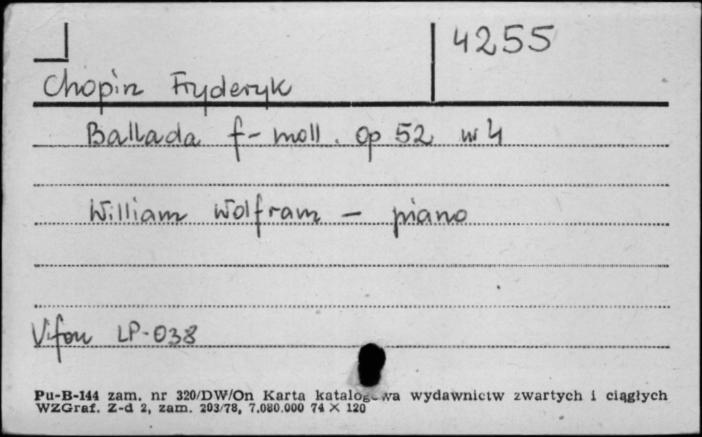 4255
Chopin Fryderyk
Ballada f-moll. Op 52 nr 4
William Wolfram - piano
Vifon LP-038
Pu-B-144 zam. nr 320/DW/On Karta katalogowa wydawnictw zwartych i ciągłych
WZGraf. Z-d 2, zam. 203/78, 7.080.000 74 × 120